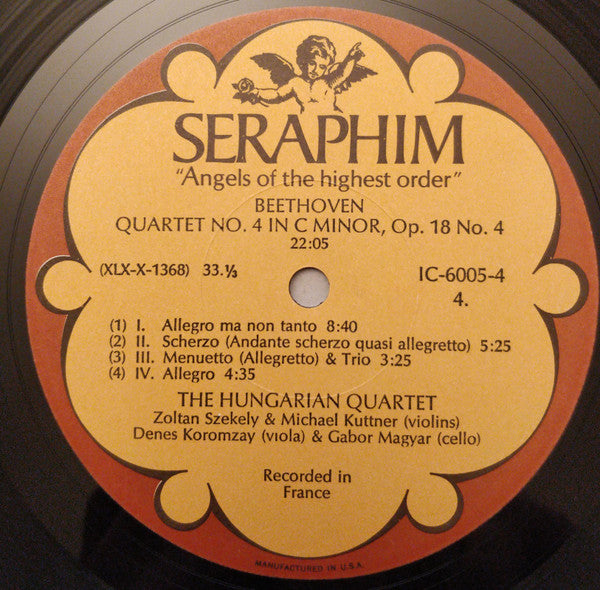 SERAPHIM
"Angels of the highest order"
BEETHOVEN
QUARTET NO. 4 IN C MINOR, Op. 18 No. 4
22:05
(XLX-X-1368) 33.⅓ IC-6005-4
4.
(1) I. Allegro ma non tanto 8:40
(2) II. Scherzo (Andante scherzo quasi allegretto) 5:25
(3) III. Menuetto (Allegretto) & Trio 3:25
(4) IV. Allegro 4:35
THE HUNGARIAN QUARTET
Zoltan Szekely & Michael Kuttner (violins)
Denes Koromzay (viola) & Gabor Magyar (cello)
Recorded in
France
MANUFACTURED IN U.S.A.